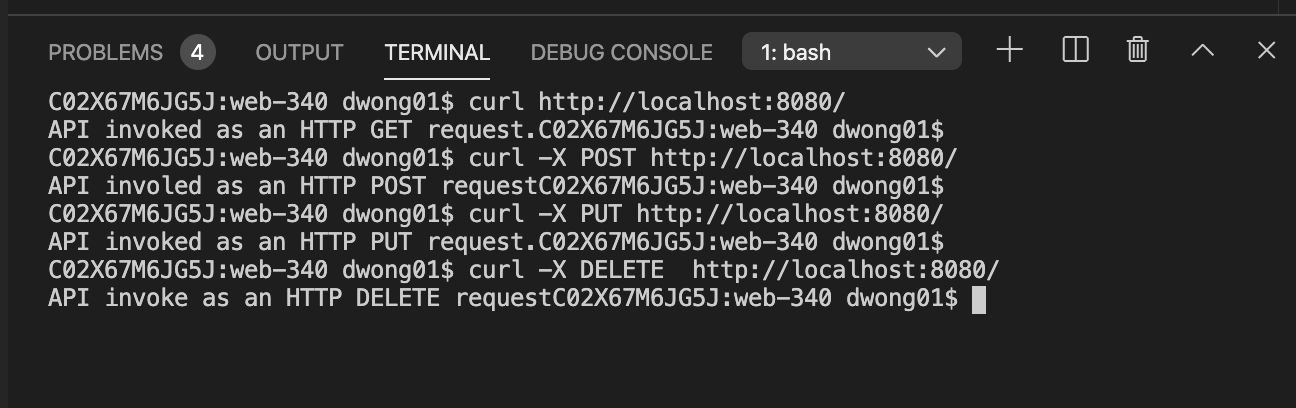 PROBLEMS 4 OUTPUT TERMINAL DEBUG CONSOLE 1: bash
C02X67M6JG5J:web-340 dwong01$ curl http://localhost:8080/
API invoked as an HTTP GET request.C02X67M6JG5J:web-340 dwong01$
C02X67M6JG5J:web-340 dwong01$ curl -X POST http://localhost:8080/
API involed as an HTTP POST requestC02X67M6JG5J:web-340 dwong01$
C02X67M6JG5J:web-340 dwong01$ curl -X PUT http://localhost:8080/
API invoked as an HTTP PUT request.C02X67M6JG5J:web-340 dwong01$
C02X67M6JG5J:web-340 dwong01$ curl -X DELETE  http://localhost:8080/
API invoke as an HTTP DELETE requestC02X67M6JG5J:web-340 dwong01$